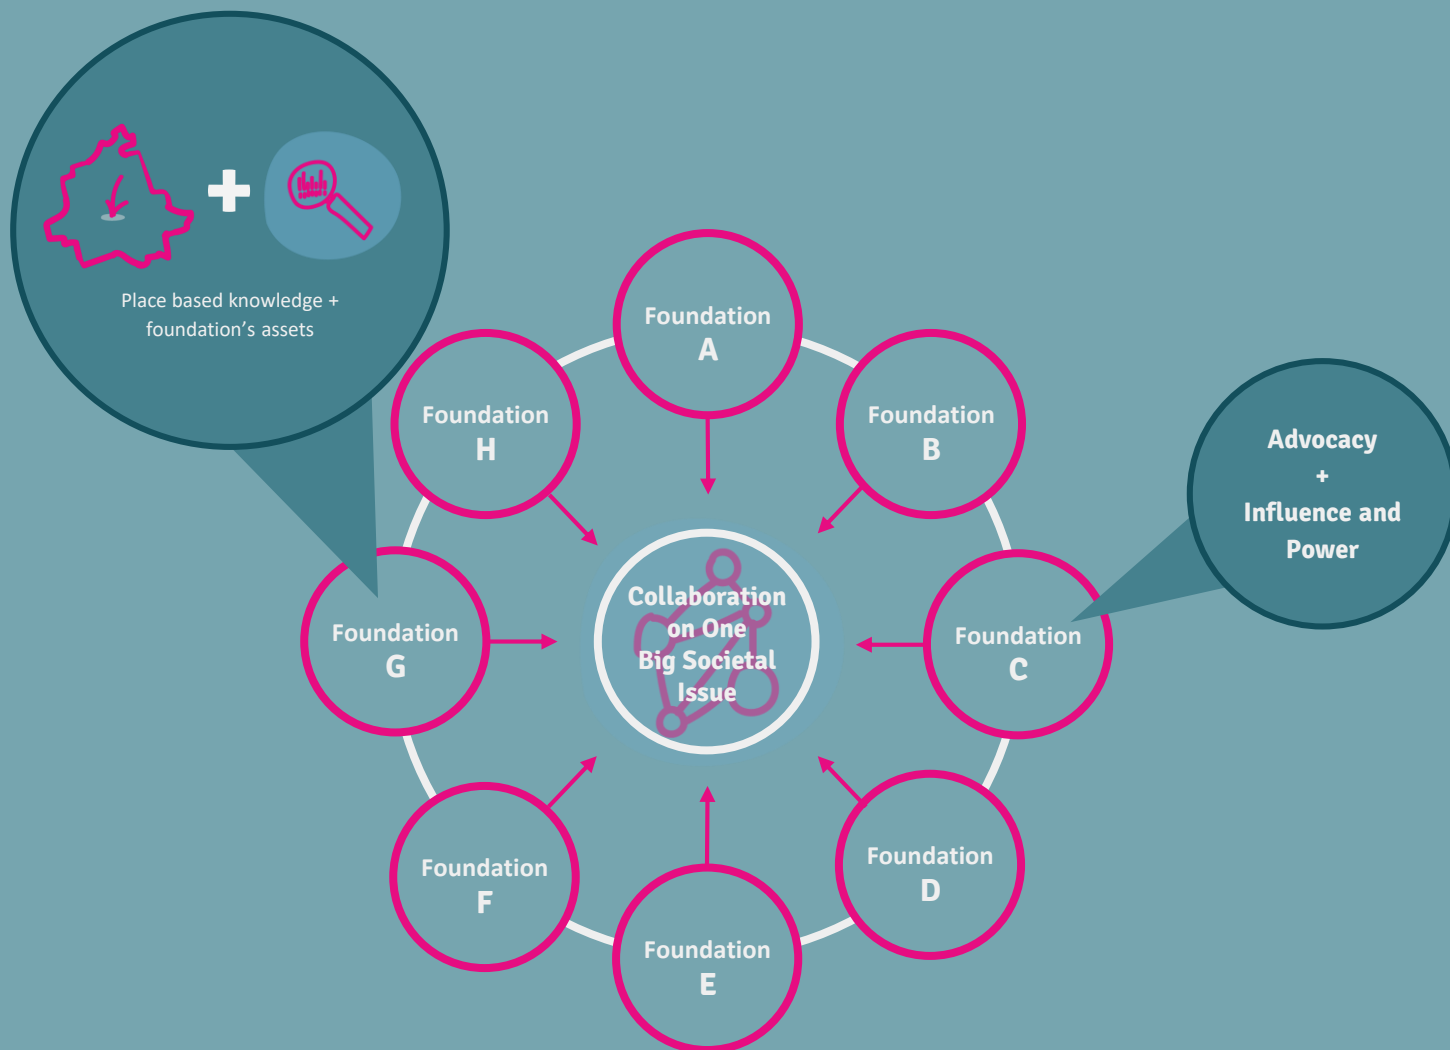 Place based knowledge +
foundation’s assets
Foundation
A
Foundation
B
Foundation
C
Foundation
D
Foundation
E
Foundation
F
Foundation
G
Foundation
H
Collaboration
on One
Big Societal
Issue
Advocacy
+
Influence and
Power